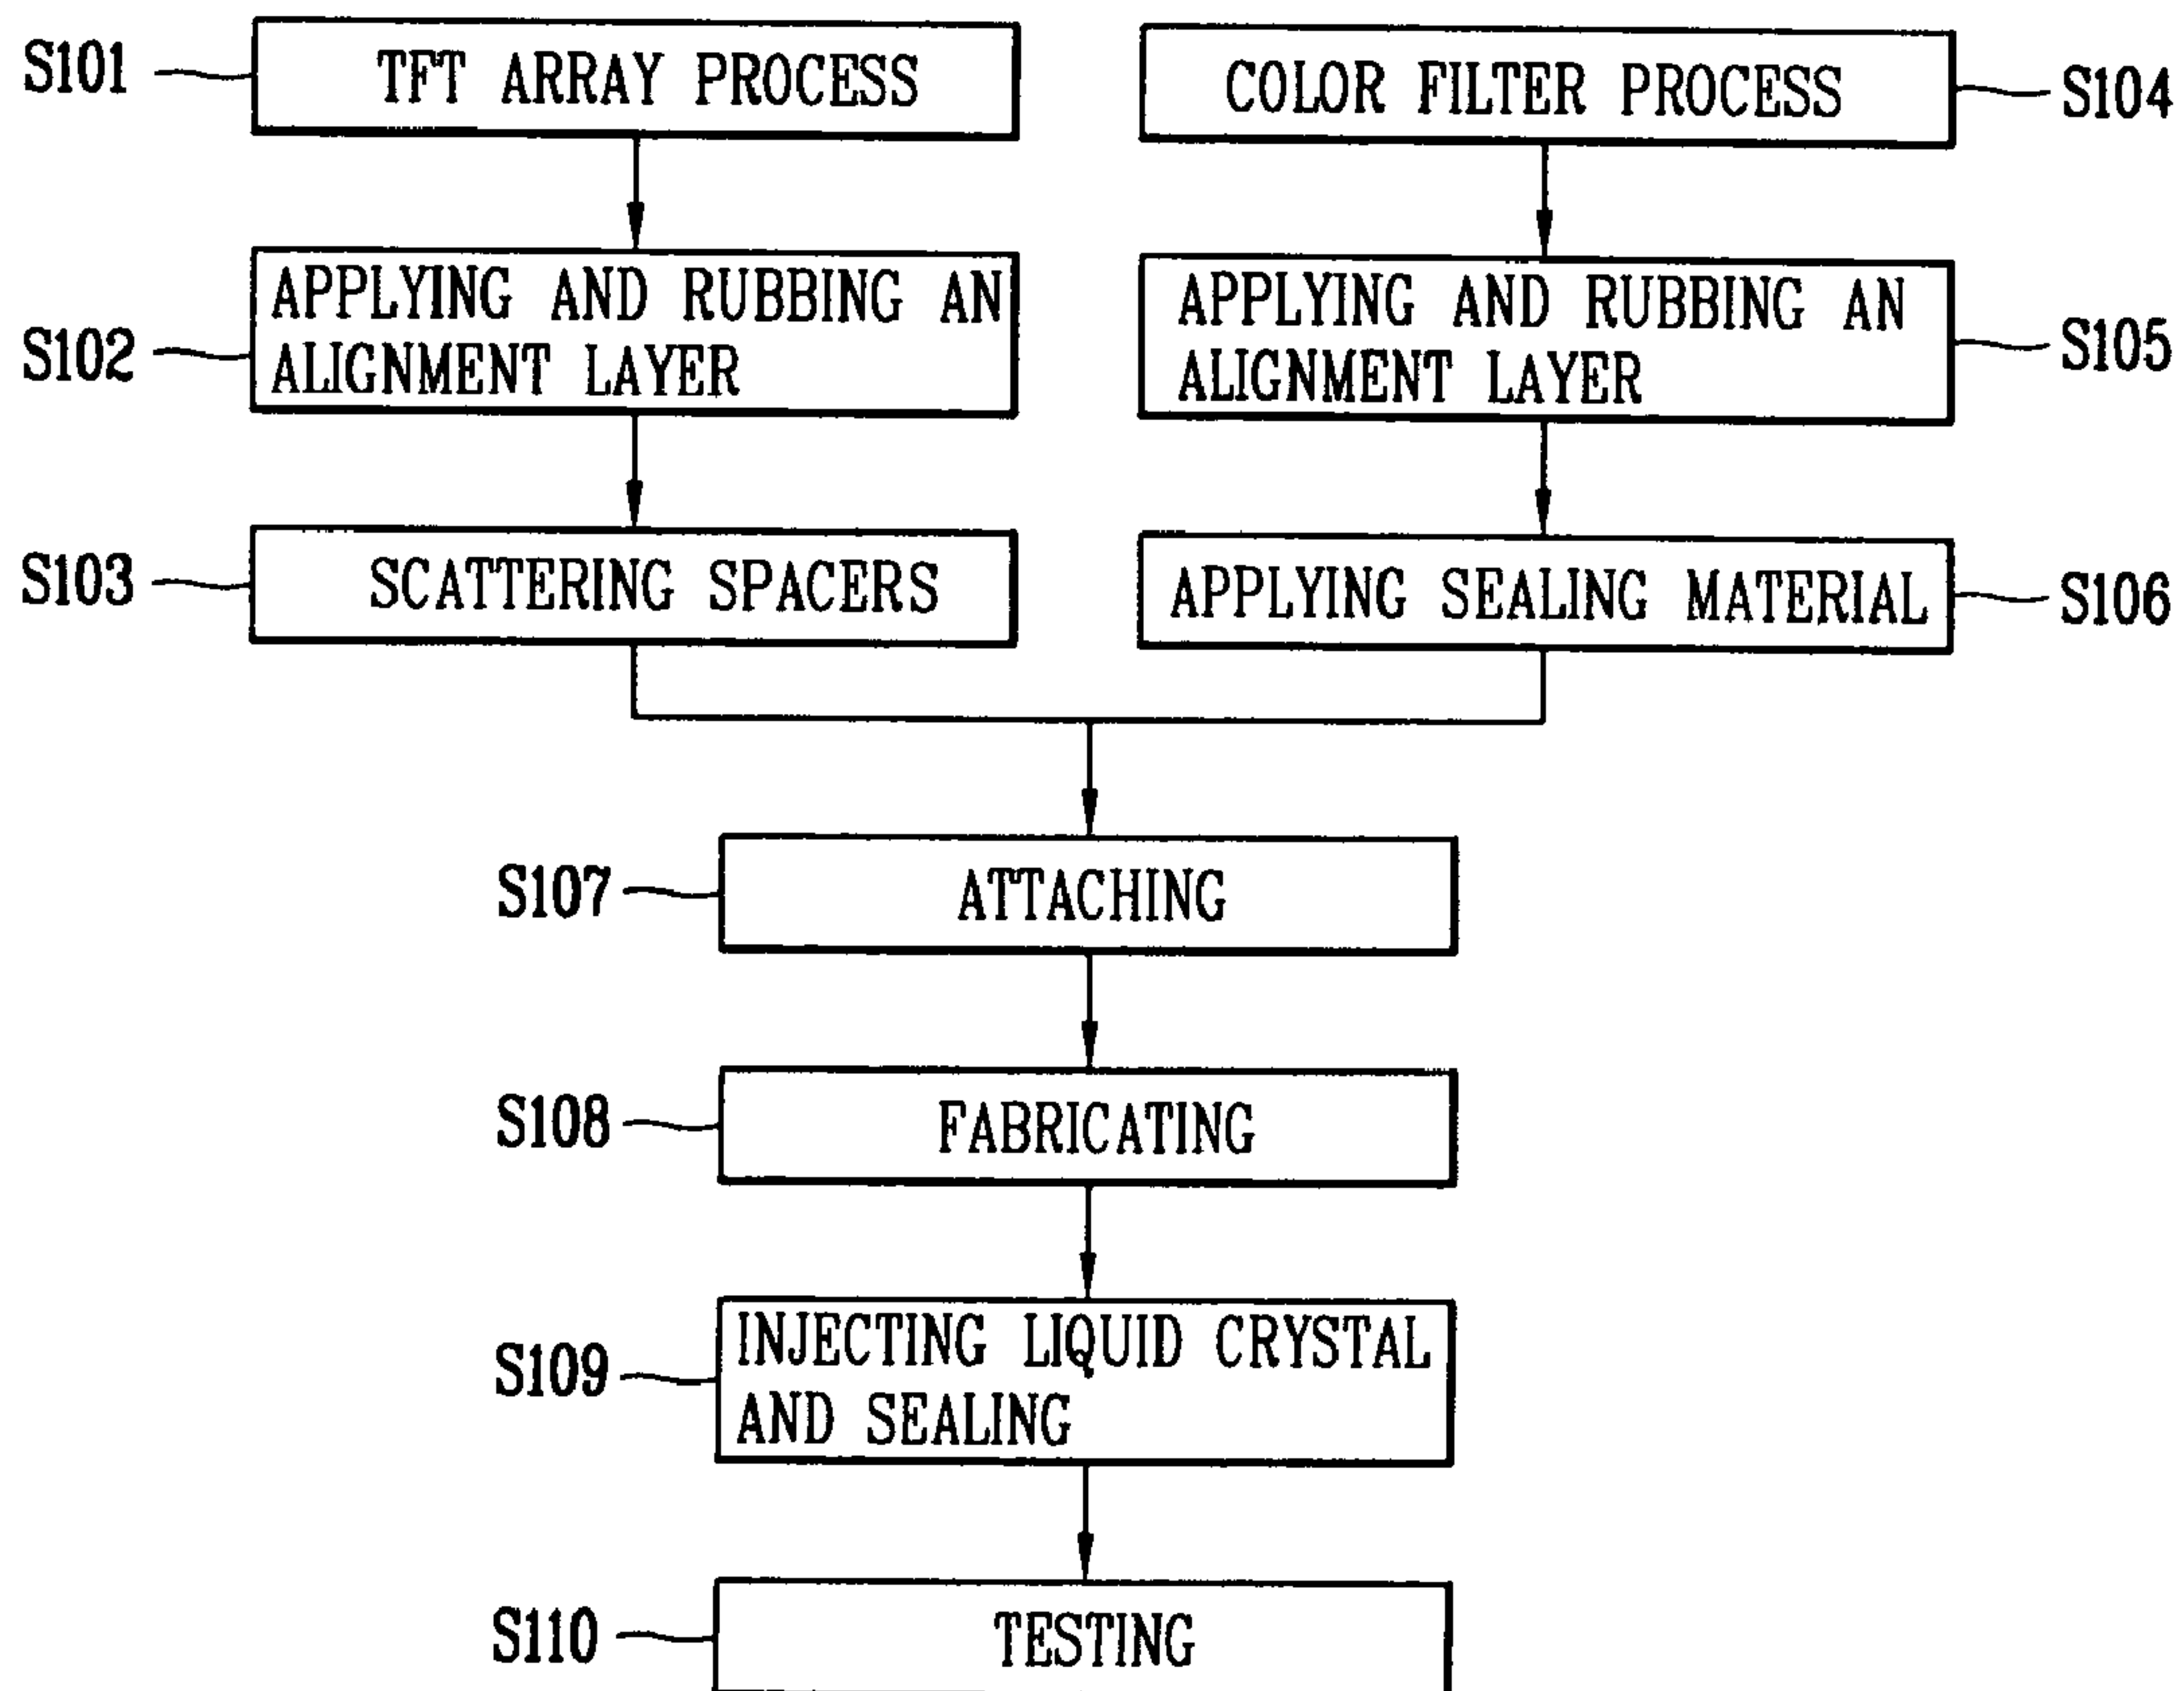 S101
TFT ARRAY PROCESS
COLOR FILTER PROCESS
S104
S102
APPLYING AND RUBBING AN
ALIGNMENT LAYER
APPLYING AND RUBBING AN
ALIGNMENT LAYER
S105
S103
SCATTERING SPACERS
APPLYING SEALING MATERIAL
S106
S107
ATTACHING
S108
FABRICATING
S109
INJECTING LIQUID CRYSTAL
AND SEALING
S110
TESTING